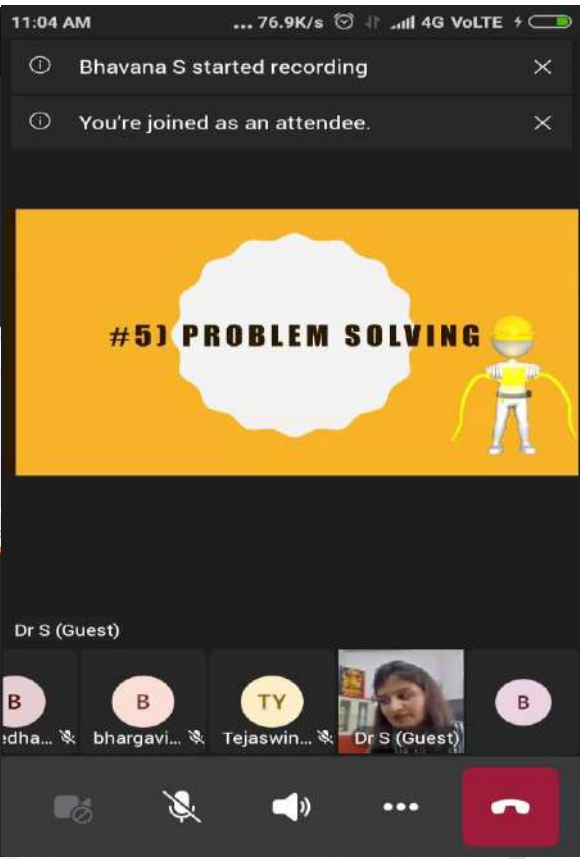 11:04 AM ... 76.9K/s 4G VoLTE
Bhavana S started recording
You're joined as an attendee.
#5) PROBLEM SOLVING
Dr S (Guest)
B B TY B
edha... bhargavi... Tejaswin... Dr S (Guest)